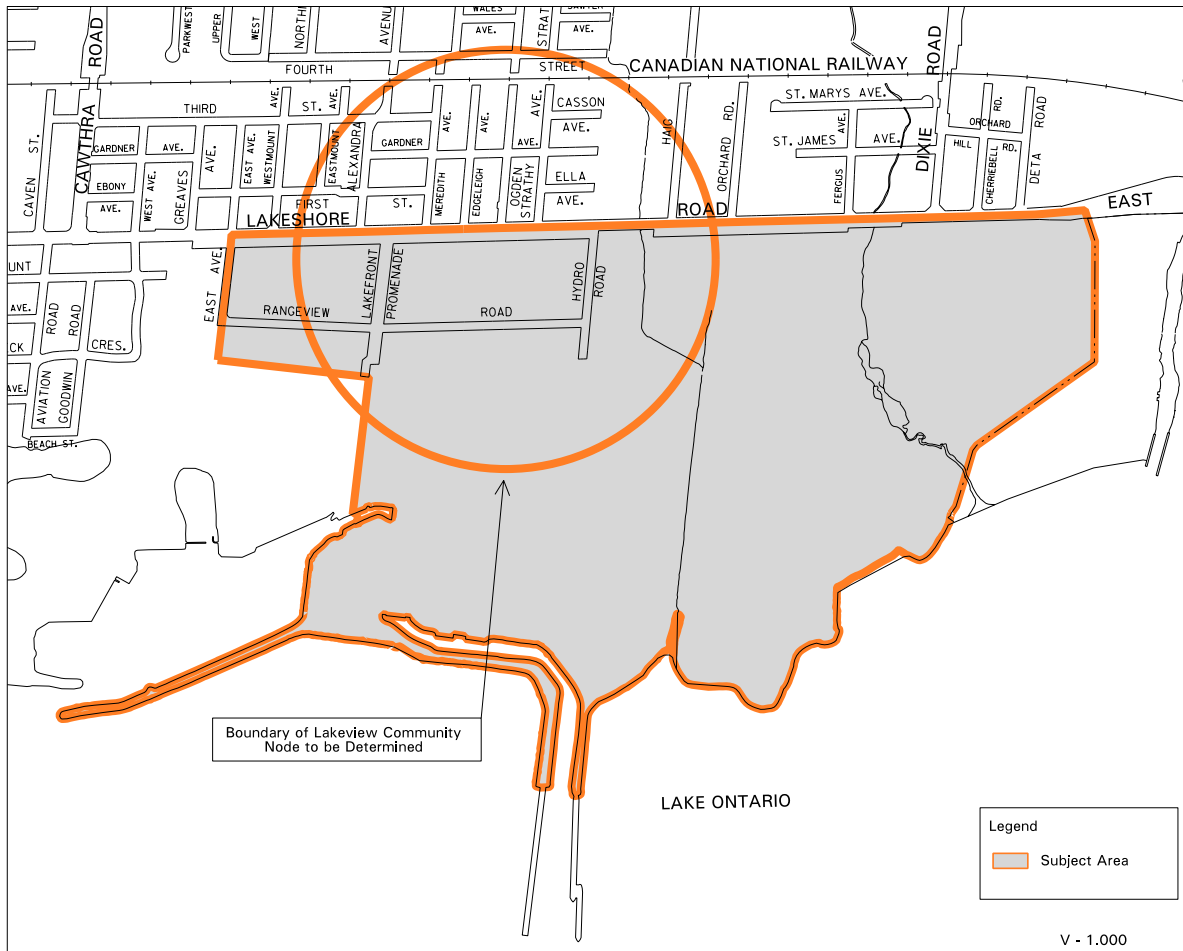 CAWTHRA ROAD
PARKWEST
UPPER
WEST
NORTH
AVENU
WALES
AVE.
STRAT
AVE.
FOURTH STREET
CANADIAN NATIONAL RAILWAY
DIXIE ROAD
CAVEN ST.
THIRD ST.
AVE.
AVE.
GARDNER AVE.
EBONY
AVE.
WEST AVE.
GREAVES AVE.
EAST AVE.
WESTMOUNT
EASTMOUNT
ALEXANDRA
GARDNER
FIRST ST.
MEREDITH AVE.
EDGELEIGH AVE.
OGDEN AVE.
STRATHY AVE.
CASSON
AVE.
ELLA
AVE.
HAIG
ORCHARD RD.
ST. MARYS AVE.
ST. JAMES AVE.
FERGUS AVE.
ORCHARD
RD.
HILL
RD.
CHERRIEBELL
DETA ROAD
LAKESHORE ROAD EAST
UNT
AVE.
CK
AVE.
ROAD
ROAD
CRES.
AVIATION
GOODWIN
BEACH ST.
EAST AVE.
LAKEFRONT
PROMENADE
RANGEVIEW ROAD
HYDRO
ROAD
Boundary of Lakeview Community
Node to be Determined
LAKE ONTARIO
Legend
Subject Area
V - 1.000